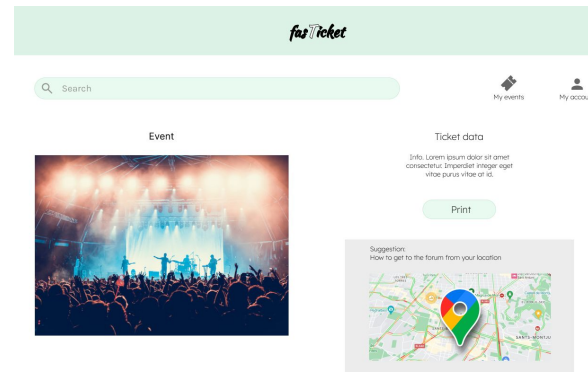 fasTicket
Search
My events
My accou
Event
Ticket data
Info. Lorem ipsum dolor sit amet
consectetur. Imperdiet integer eget
vitae purus vitae at id.
Print
Suggestion:
How to get to the forum from your location
SANTS-MONTJU